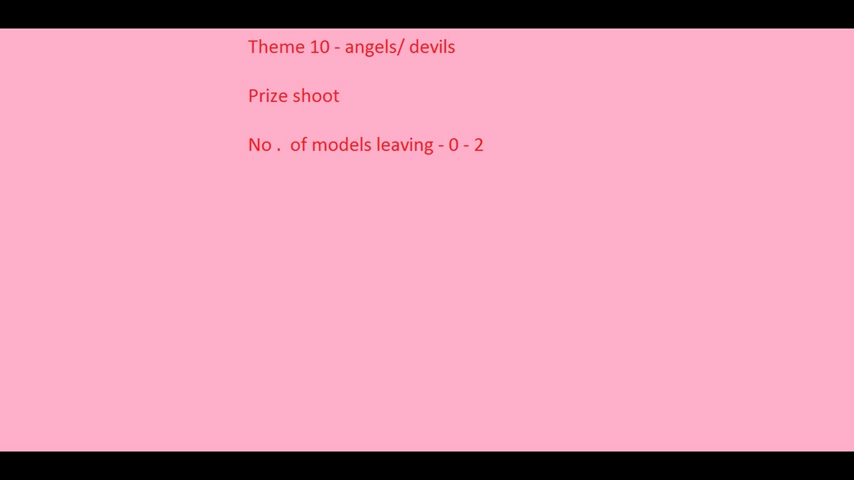 Theme 10 - angels/ devils
Prize shoot
No .  of models leaving - 0 - 2